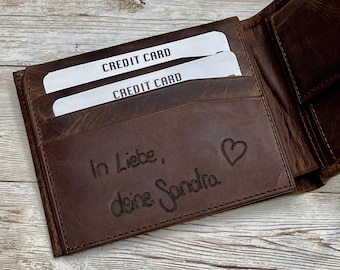 CREDIT CARD
CREDIT CARD
In Liebe,
deine Sandra